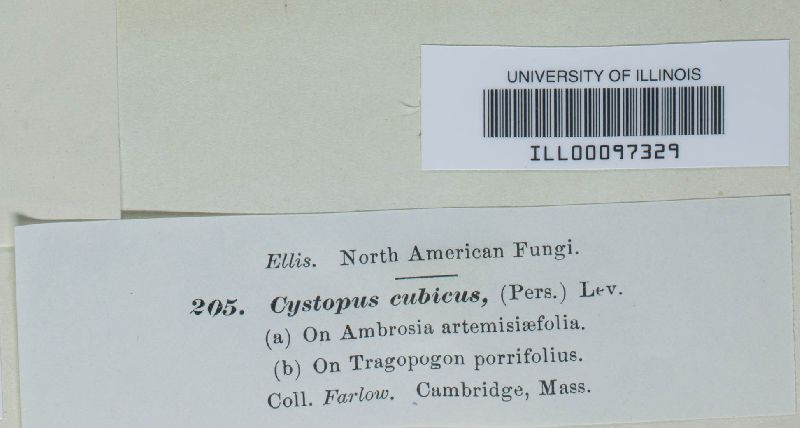 UNIVERSITY OF ILLINOIS
ILL00097329
Ellis. North American Fungi.
205. Cystopus cubicus, (Pers.) Lev.
(a) On Ambrosia artemisiæfolia.
(b) On Tragopogon porrifolius.
Coll. Farlow. Cambridge, Mass.